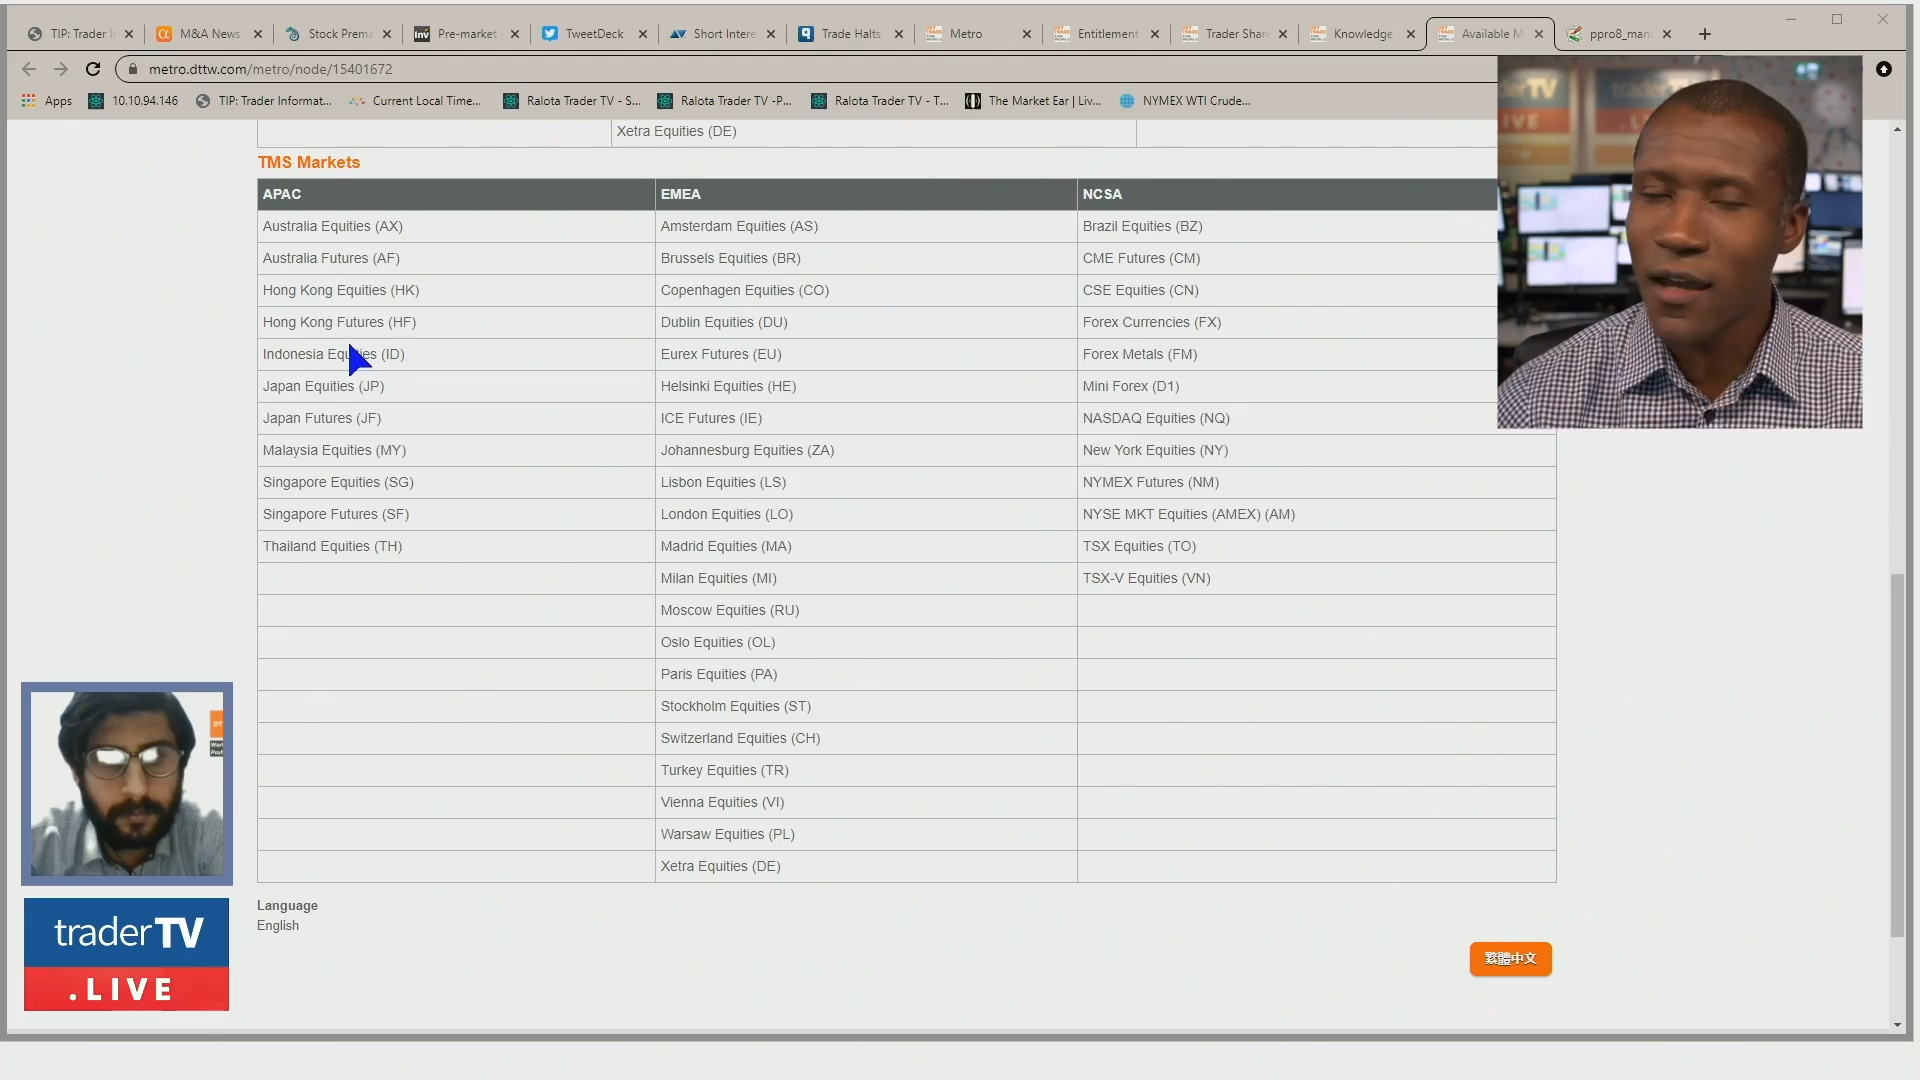 TIP: Trader I
M&A News
Stock Prema
Pre-market
TweetDeck
Short Intere
Trade Halts
Metro
Entitlement
Trader Share
Knowledge
Available M
ppro8_man
metro.dttw.com/metro/node/15401672
Apps
10.10.94.146
TIP: Trader Informat...
Current Local Time...
Ralota Trader TV - S...
Ralota Trader TV -P...
Ralota Trader TV - T...
The Market Ear | Liv...
NYMEX WTI Crude...
Xetra Equities (DE)
TMS Markets
APAC EMEA NCSA
Australia Equities (AX) Amsterdam Equities (AS) Brazil Equities (BZ)
Australia Futures (AF) Brussels Equities (BR) CME Futures (CM)
Hong Kong Equities (HK) Copenhagen Equities (CO) CSE Equities (CN)
Hong Kong Futures (HF) Dublin Equities (DU) Forex Currencies (FX)
Indonesia Equities (ID) Eurex Futures (EU) Forex Metals (FM)
Japan Equities (JP) Helsinki Equities (HE) Mini Forex (D1)
Japan Futures (JF) ICE Futures (IE) NASDAQ Equities (NQ)
Malaysia Equities (MY) Johannesburg Equities (ZA) New York Equities (NY)
Singapore Equities (SG) Lisbon Equities (LS) NYMEX Futures (NM)
Singapore Futures (SF) London Equities (LO) NYSE MKT Equities (AMEX) (AM)
Thailand Equities (TH) Madrid Equities (MA) TSX Equities (TO)
Milan Equities (MI) TSX-V Equities (VN)
Moscow Equities (RU)
Oslo Equities (OL)
Paris Equities (PA)
Stockholm Equities (ST)
Switzerland Equities (CH)
Turkey Equities (TR)
Vienna Equities (VI)
Warsaw Equities (PL)
Xetra Equities (DE)
Language
English
繁體中文
traderTV
.LIVE